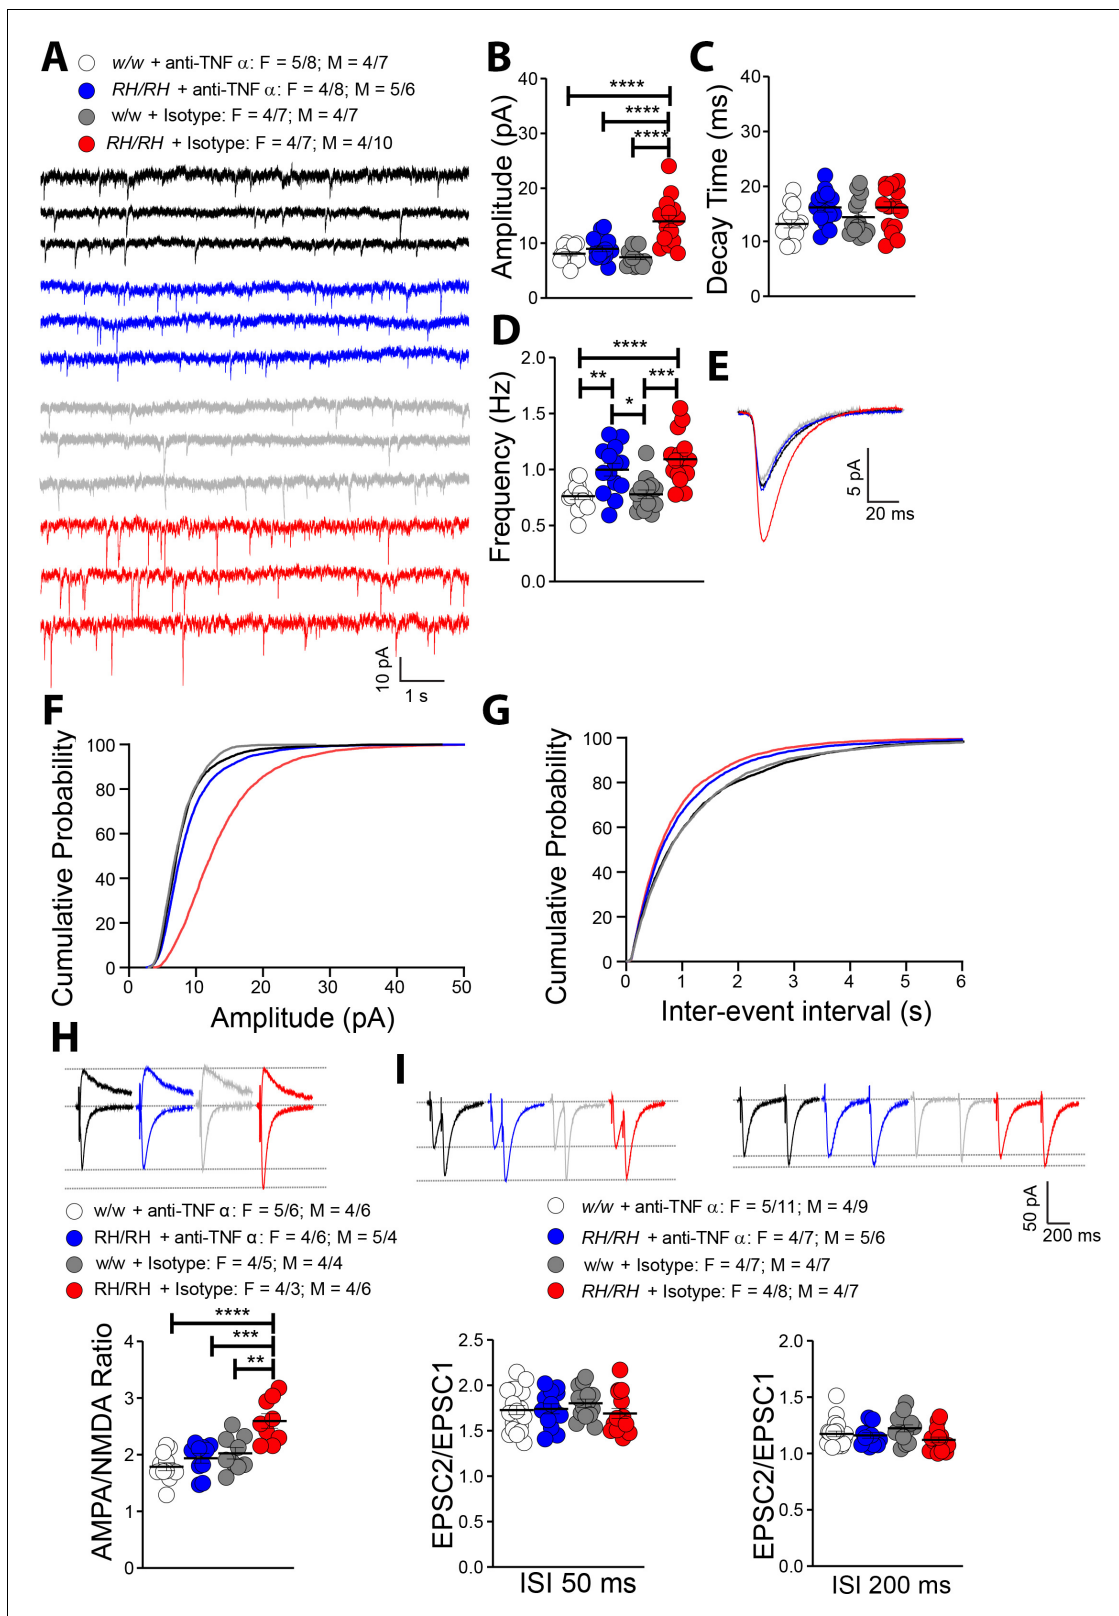 A
w/w + anti-TNF α: F = 5/8; M = 4/7
RH/RH + anti-TNF α: F = 4/8; M = 5/6
w/w + Isotype: F = 4/7; M = 4/7
RH/RH + Isotype: F = 4/7; M = 4/10
10 pA
1 s
B
Amplitude (pA)
40
30
20
10
0
****
****
****
C
Decay Time (ms)
40
30
20
10
0
D
Frequency (Hz)
2.0
1.5
1.0
0.5
0.0
****
**
***
*
E
5 pA
20 ms
F
Cumulative Probability
100
80
60
40
20
0
0 10 20 30 40 50
Amplitude (pA)
G
Cumulative Probability
100
80
60
40
20
0
0 1 2 3 4 5 6
Inter-event interval (s)
H
w/w + anti-TNF α: F = 5/6; M = 4/6
RH/RH + anti-TNF α: F = 4/6; M = 5/4
w/w + Isotype: F = 4/5; M = 4/4
RH/RH + Isotype: F = 4/3; M = 4/6
AMPA/NMDA Ratio
4
3
2
1
0
****
***
**
I
50 pA
200 ms
w/w + anti-TNF α: F = 5/11; M = 4/9
RH/RH + anti-TNF α: F = 4/7; M = 5/6
w/w + Isotype: F = 4/7; M = 4/7
RH/RH + Isotype: F = 4/8; M = 4/7
EPSC2/EPSC1
2.5
2.0
1.5
1.0
0.5
0.0
ISI 50 ms
EPSC2/EPSC1
2.0
1.5
1.0
0.5
0.0
ISI 200 ms